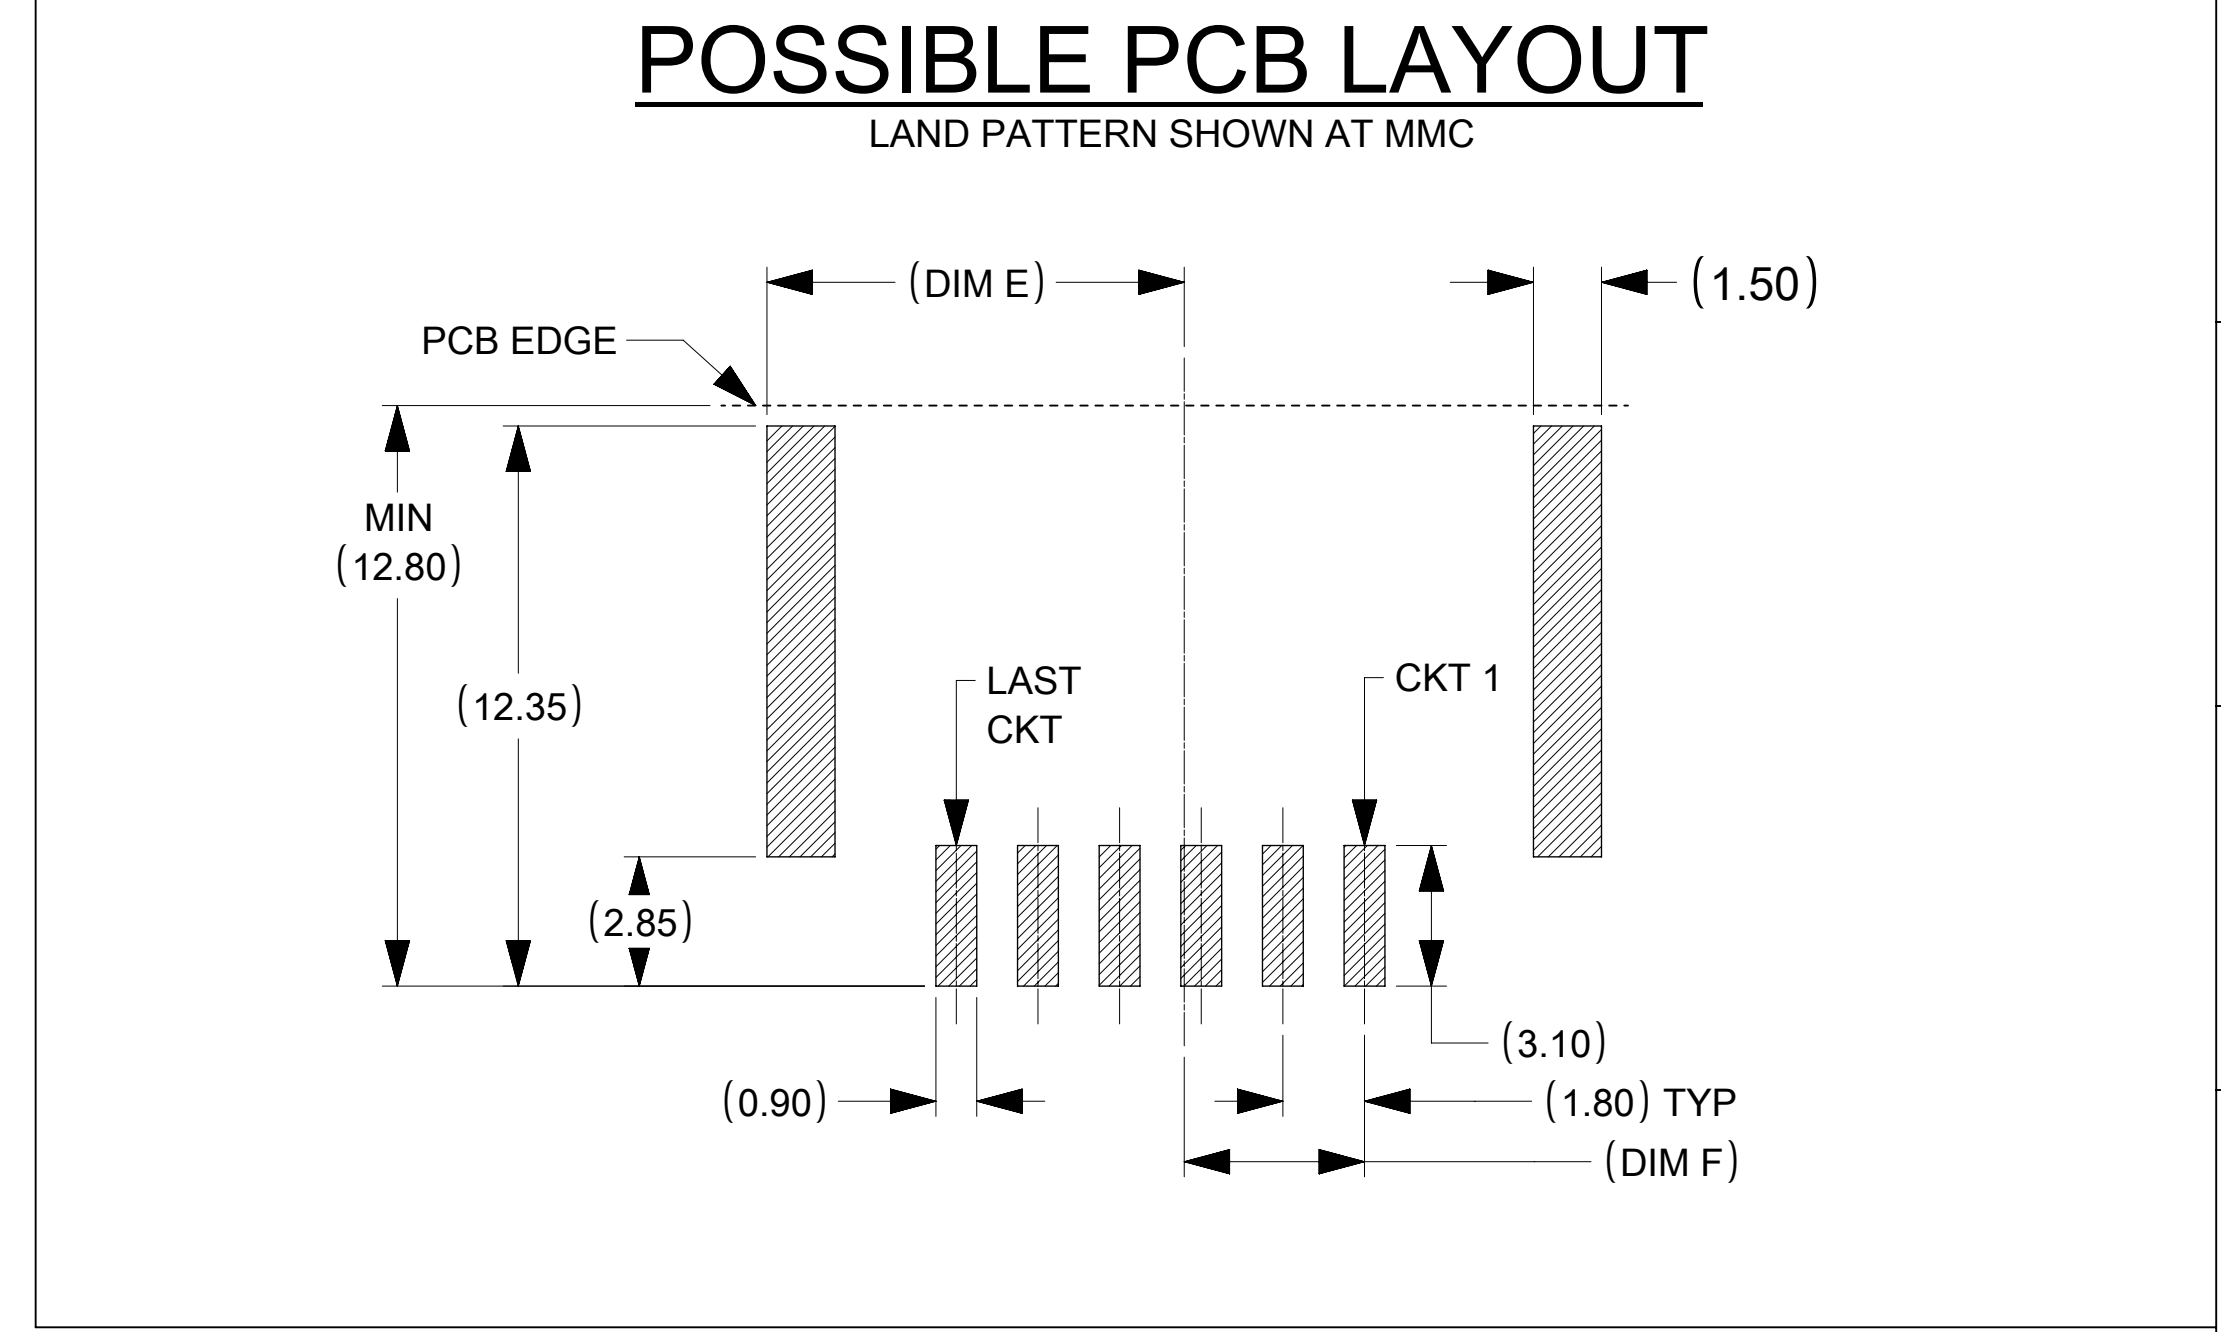 POSSIBLE PCB LAYOUT
LAND PATTERN SHOWN AT MMC
(DIM E)
(1.50)
PCB EDGE
MIN
(12.80)
(12.35)
LAST
CKT
CKT 1
(2.85)
(3.10)
(0.90)
(1.80) TYP
(DIM F)